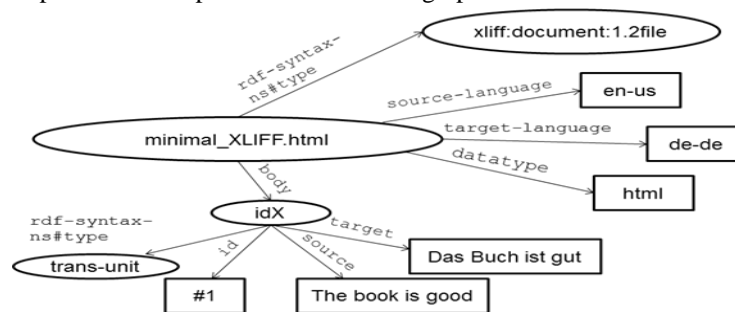 xliff:document:1.2file
rdf-syntax-
ns#type
source-language
en-us
minimal_XLIFF.html
target-language
de-de
datatype
html
body
idX
rdf-syntax-
ns#type
target
id
source
Das Buch ist gut
trans-unit
#1
The book is good